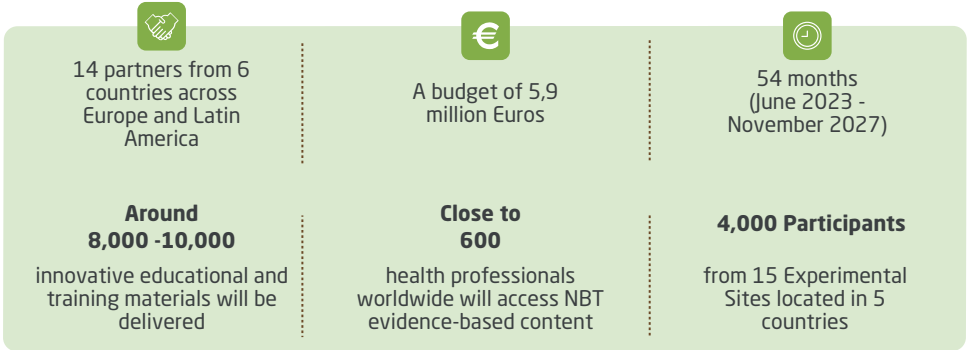 14 partners from 6
countries across
Europe and Latin
America
€
A budget of 5,9
million Euros
54 months
(June 2023 -
November 2027)
Around
8,000 -10,000
innovative educational and
training materials will be
delivered
Close to
600
health professionals
worldwide will access NBT
evidence-based content
4,000 Participants
from 15 Experimental
Sites located in 5
countries